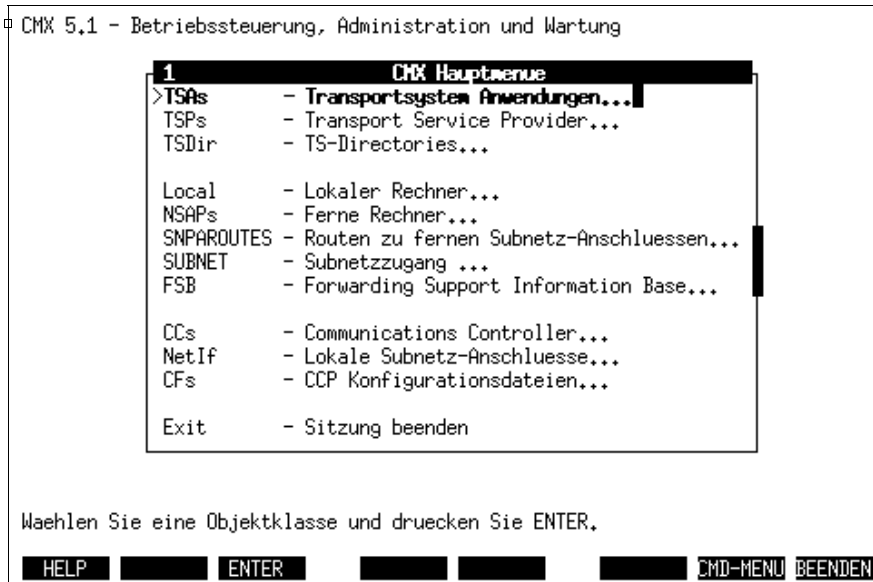 CMX 5.1 - Betriebssteuerung, Administration und Wartung
1 CMX Hauptmenue
>TSAs - Transportsystem Anwendungen...
TSPs - Transport Service Provider...
TSDir - TS-Directories...
Local - Lokaler Rechner...
NSAPs - Ferne Rechner...
SNPAROUTES - Routen zu fernen Subnetz-Anschluessen...
SUBNET - Subnetzzugang ...
FSB - Forwarding Support Information Base...
CCs - Communications Controller...
NetIf - Lokale Subnetz-Anschluesse...
CFs - CCP Konfigurationsdateien...
Exit - Sitzung beenden
Waehlen Sie eine Objektklasse und druecken Sie ENTER.
HELP ENTER CMD-MENU BEENDEN